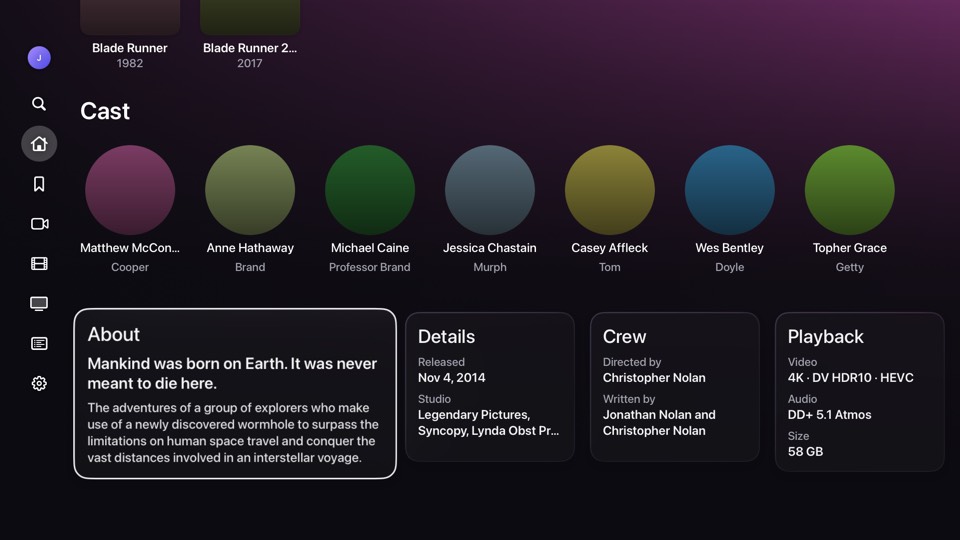 Blade Runner
1982
Blade Runner 2...
2017
J
Cast
Matthew McCon...
Cooper
Anne Hathaway
Brand
Michael Caine
Professor Brand
Jessica Chastain
Murph
Casey Affleck
Tom
Wes Bentley
Doyle
Topher Grace
Getty
About
Mankind was born on Earth. It was never
meant to die here.
The adventures of a group of explorers who make
use of a newly discovered wormhole to surpass the
limitations on human space travel and conquer the
vast distances involved in an interstellar voyage.
Details
Released
Nov 4, 2014
Studio
Legendary Pictures,
Syncopy, Lynda Obst Pr...
Crew
Directed by
Christopher Nolan
Written by
Jonathan Nolan and
Christopher Nolan
Playback
Video
4K · DV HDR10 · HEVC
Audio
DD+ 5.1 Atmos
Size
58 GB